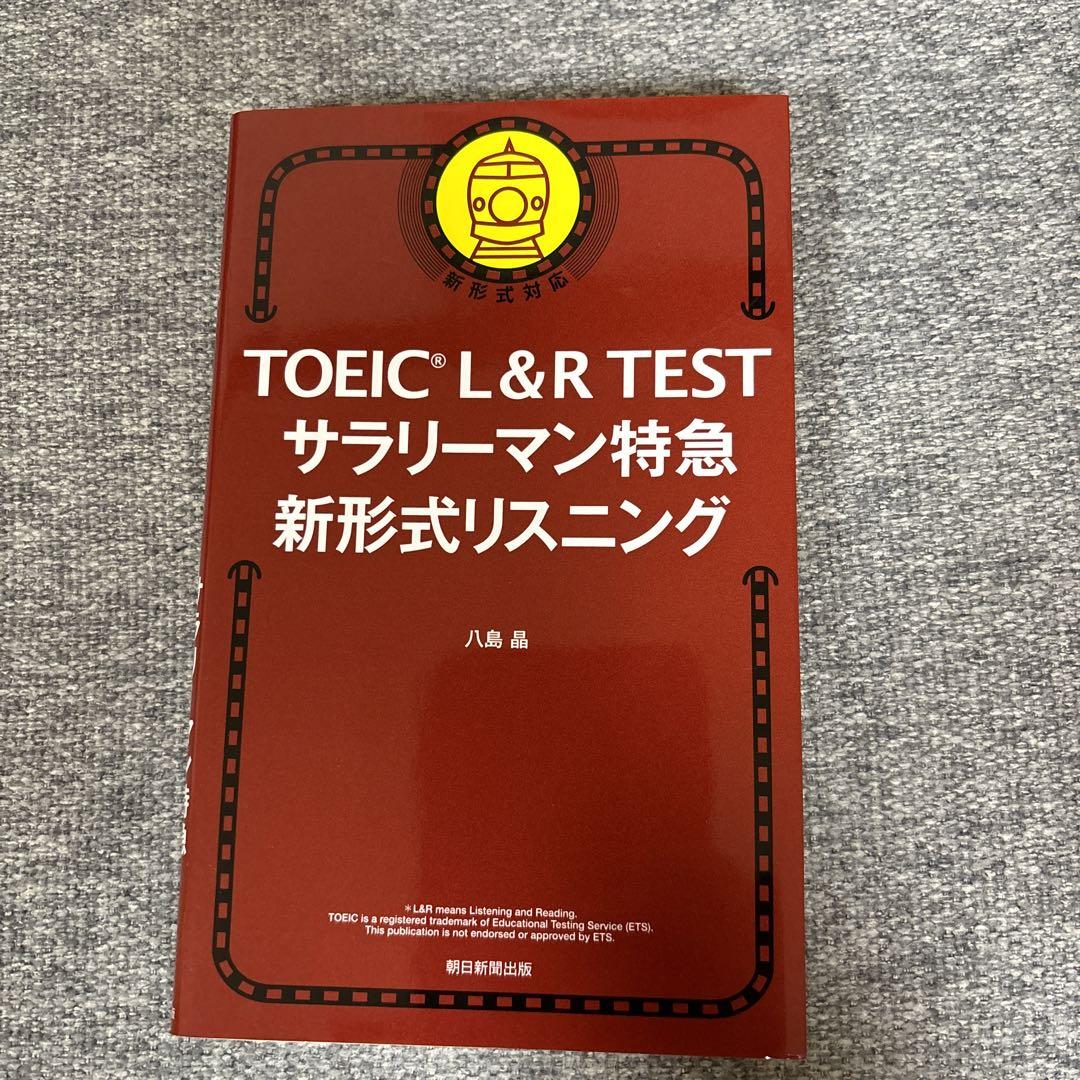 新形式対応
TOEIC® L&R TEST
サラリーマン特急
新形式リスニング
八島 晶
＊L&R means Listening and Reading.
TOEIC is a registered trademark of Educational Testing Service (ETS).
This publication is not endorsed or approved by ETS.
朝日新聞出版